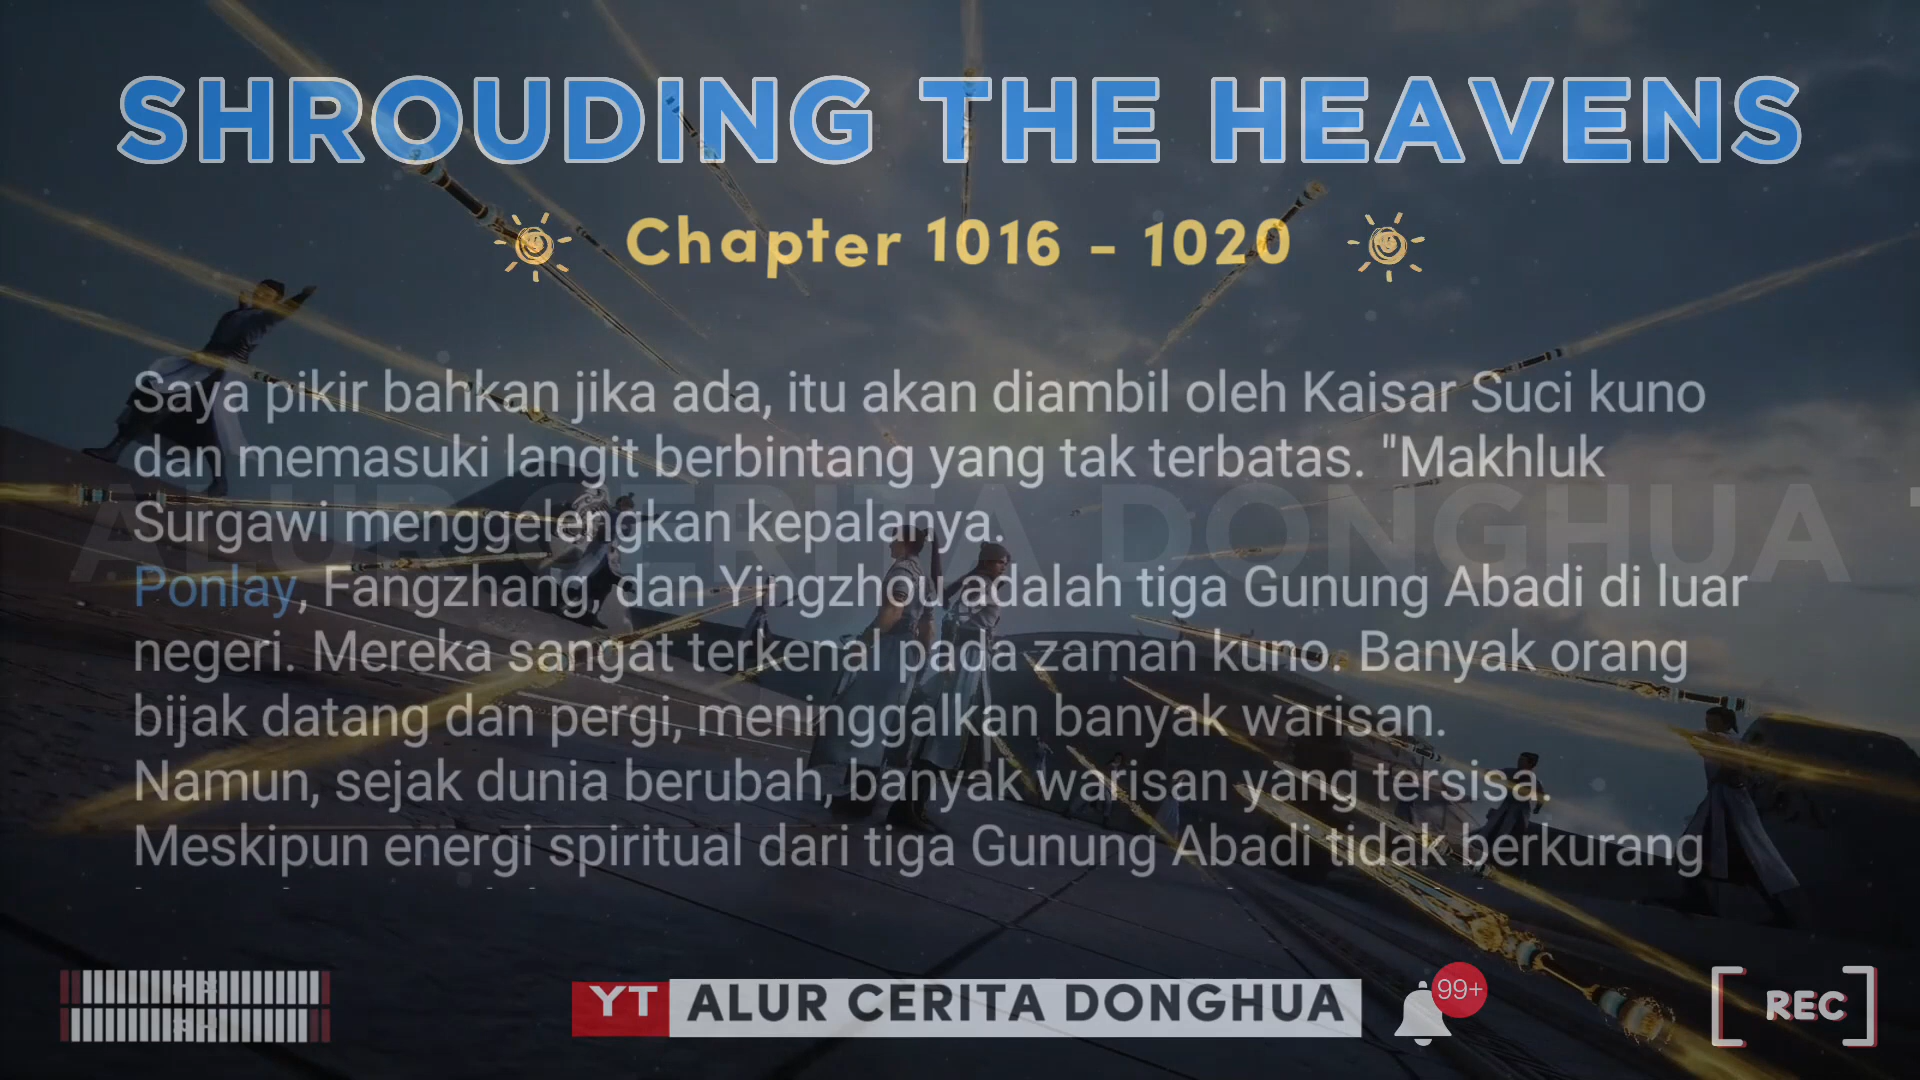 SHROUDING THE HEAVENS
Chapter 1016 - 1020
Saya pikir bahkan jika ada, itu akan diambil oleh Kaisar Suci kuno
dan memasuki langit berbintang yang tak terbatas. "Makhluk
Surgawi menggelengkan kepalanya.
ALUR CERITA DONGHUA
Ponlay, Fangzhang, dan Yingzhou adalah tiga Gunung Abadi di luar
negeri. Mereka sangat terkenal pada zaman kuno. Banyak orang
bijak datang dan pergi, meninggalkan banyak warisan.
Namun, sejak dunia berubah, banyak warisan yang tersisa.
Meskipun energi spiritual dari tiga Gunung Abadi tidak berkurang
YT ALUR CERITA DONGHUA
99+
REC